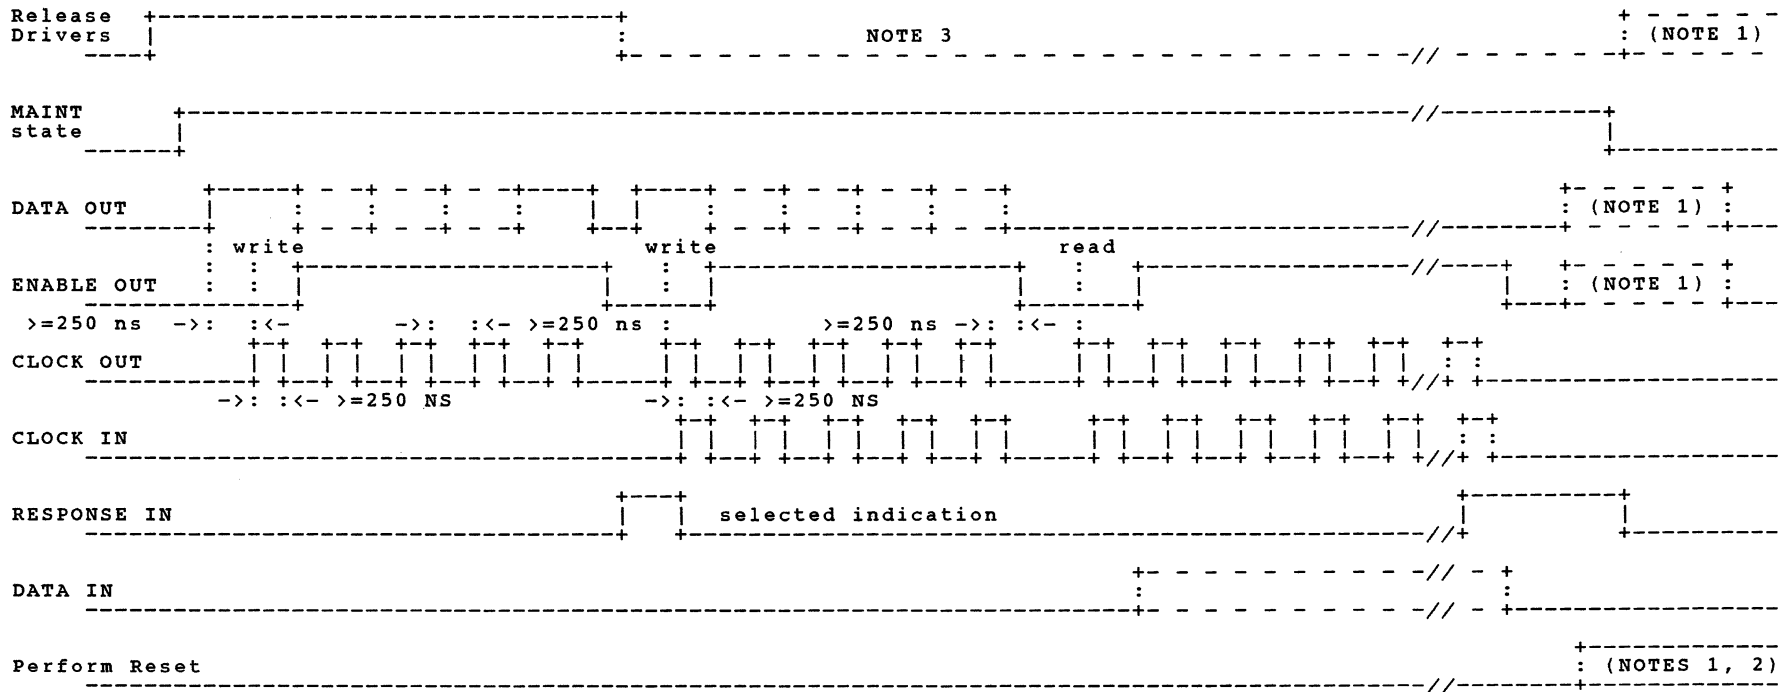 Release
Drivers
NOTE 3
(NOTE 1)
MAINT
state
DATA OUT
(NOTE 1)
write
write
read
ENABLE OUT
(NOTE 1)
>=250 ns ->: :<- ->: :<- >=250 ns : >=250 ns ->: :<- :
CLOCK OUT
->: :<- >=250 NS ->: :<- >=250 NS
CLOCK IN
RESPONSE IN
selected indication
DATA IN
Perform Reset
(NOTES 1, 2)